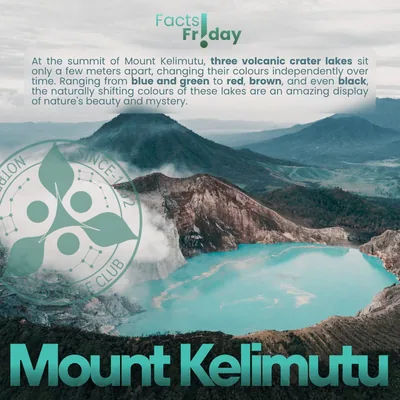 Facts
Fr!day
At the summit of Mount Kelimutu, three volcanic crater lakes sit
only a few meters apart, changing their colours independently over
time. Ranging from blue and green to red, brown, and even black,
the naturally shifting colours of these lakes are an amazing display
of nature's beauty and mystery.
CLUB
Mount Kelimutu